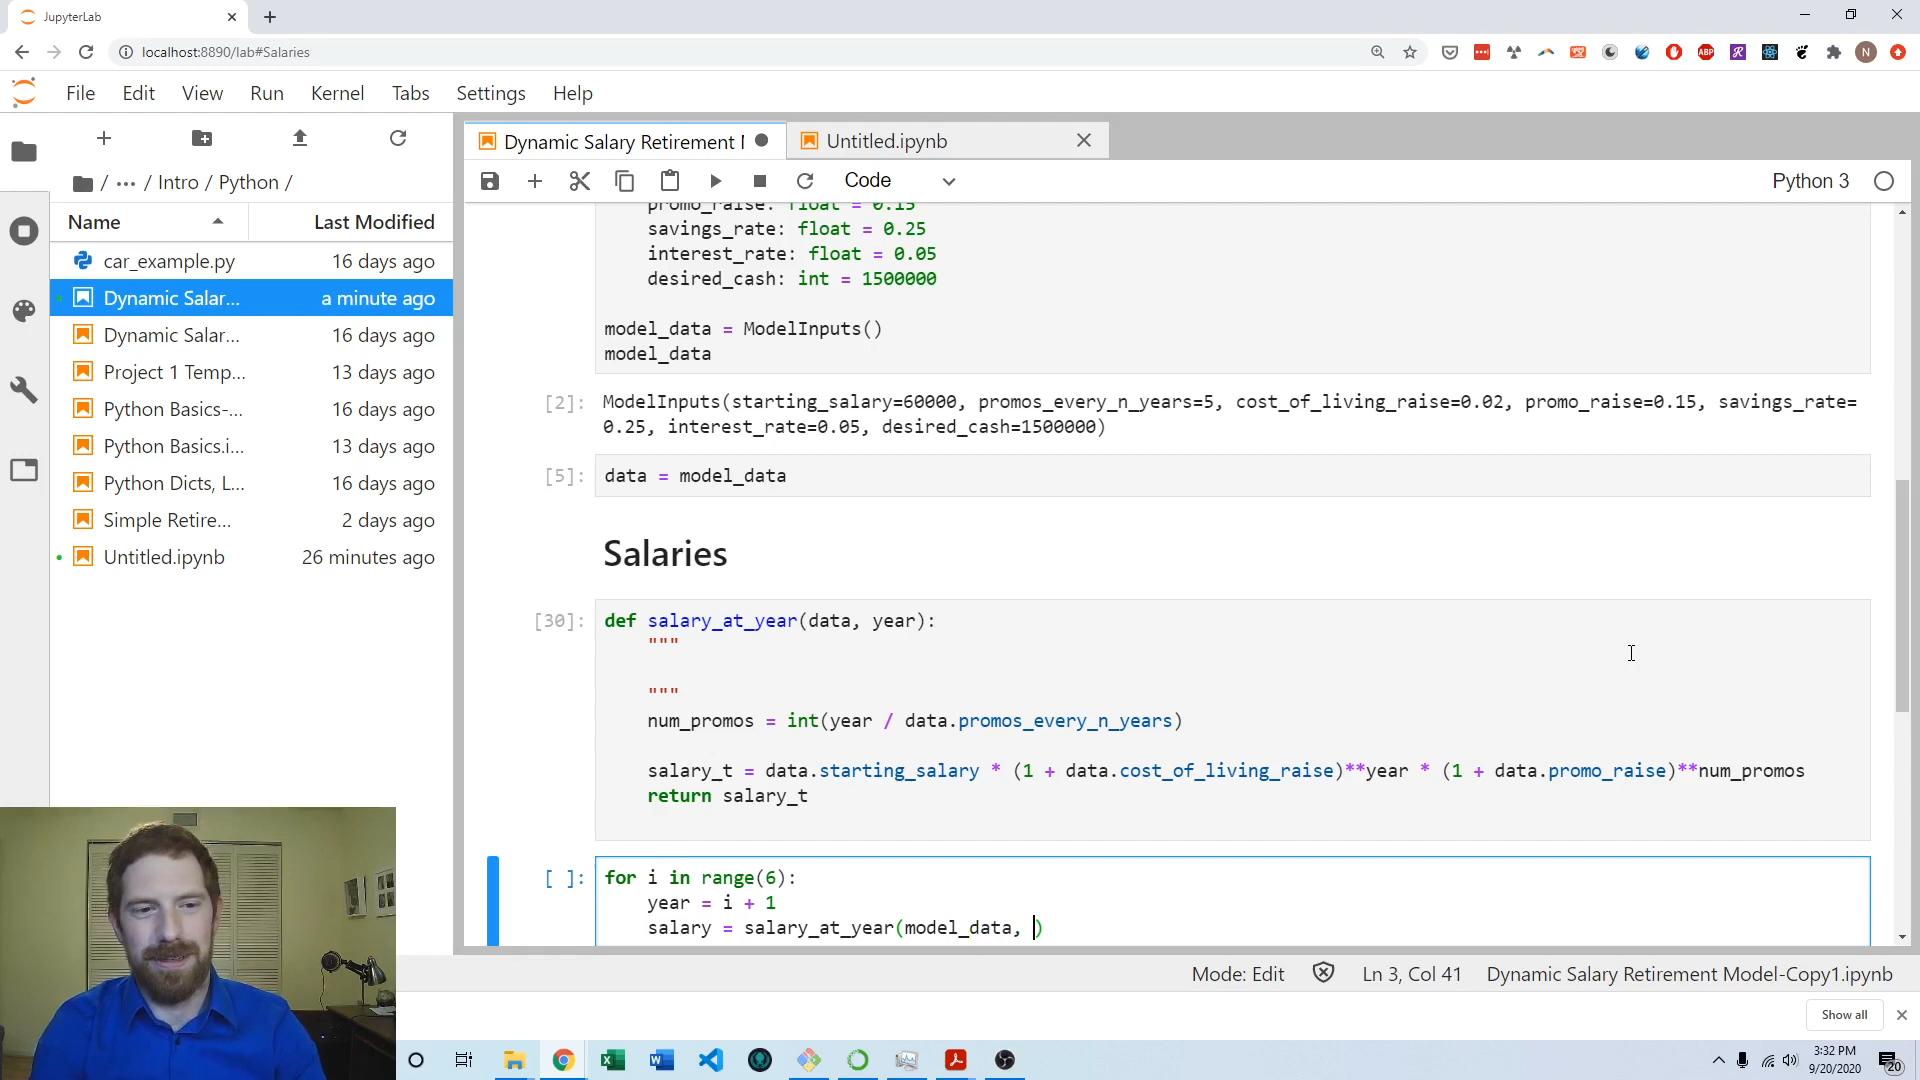 JupyterLab
localhost:8890/lab#Salaries
File Edit View Run Kernel Tabs Settings Help
Dynamic Salary Retirement
Untitled.ipynb
/ ··· / Intro / Python /
Code
Python 3
Name Last Modified
car_example.py 16 days ago
Dynamic Salar... a minute ago
Dynamic Salar... 16 days ago
Project 1 Temp... 13 days ago
Python Basics-... 16 days ago
Python Basics.i... 13 days ago
Python Dicts, L... 16 days ago
Simple Retire... 2 days ago
Untitled.ipynb 26 minutes ago
promo_raise: float = 0.15
savings_rate: float = 0.25
interest_rate: float = 0.05
desired_cash: int = 1500000
model_data = ModelInputs()
model_data
[2]: ModelInputs(starting_salary=60000, promos_every_n_years=5, cost_of_living_raise=0.02, promo_raise=0.15, savings_rate=
0.25, interest_rate=0.05, desired_cash=1500000)
[5]: data = model_data
Salaries
[30]: def salary_at_year(data, year):
"""
"""
num_promos = int(year / data.promos_every_n_years)
salary_t = data.starting_salary * (1 + data.cost_of_living_raise)**year * (1 + data.promo_raise)**num_promos
return salary_t
[ ]: for i in range(6):
year = i + 1
salary = salary_at_year(model_data, )
Mode: Edit Ln 3, Col 41 Dynamic Salary Retirement Model-Copy1.ipynb
Show all
3:32 PM
9/20/2020
20
N
ABP